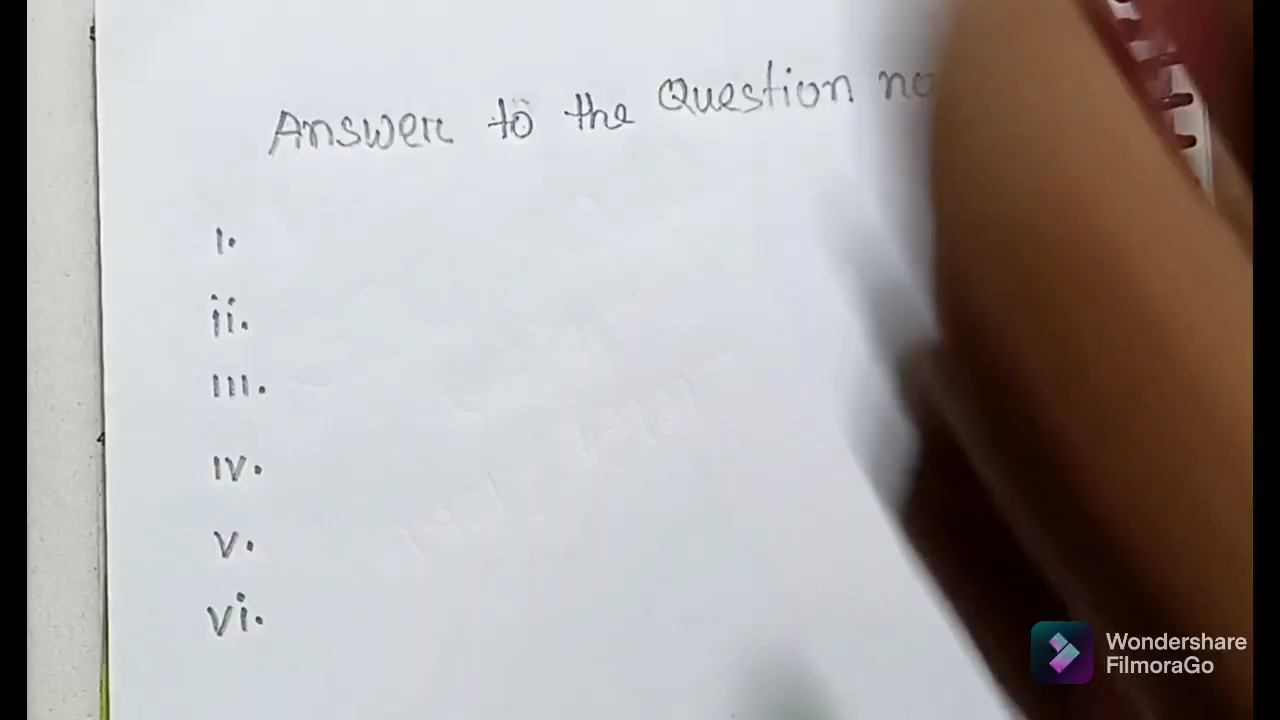 Answer to the Question no
i.
ii.
iii.
iv.
v.
vi.
Wondershare
FilmoraGo